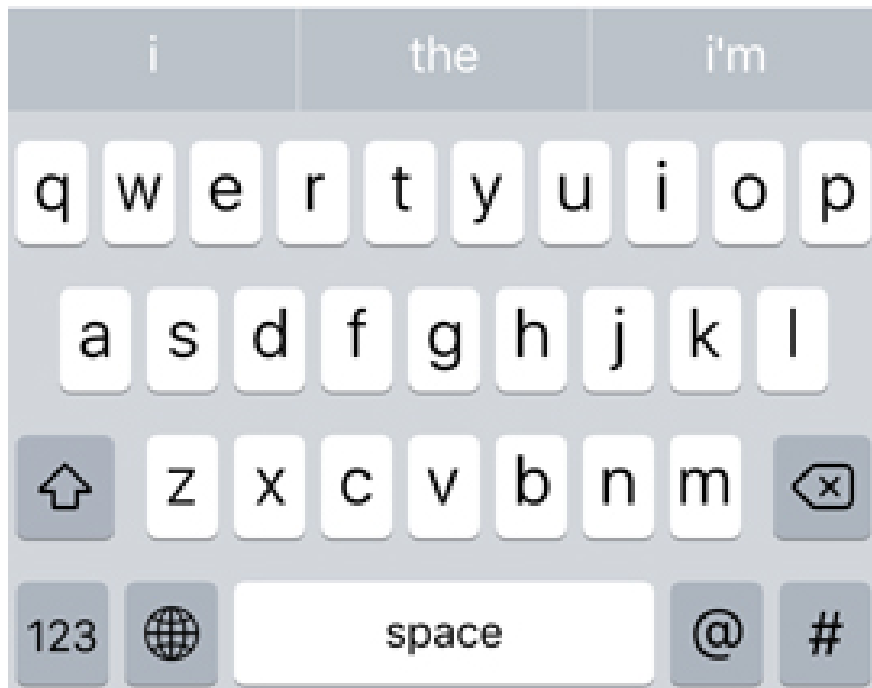 i the i'm
q w e r t y u i o p
a s d f g h j k l
z x c v b n m
123 space @ #